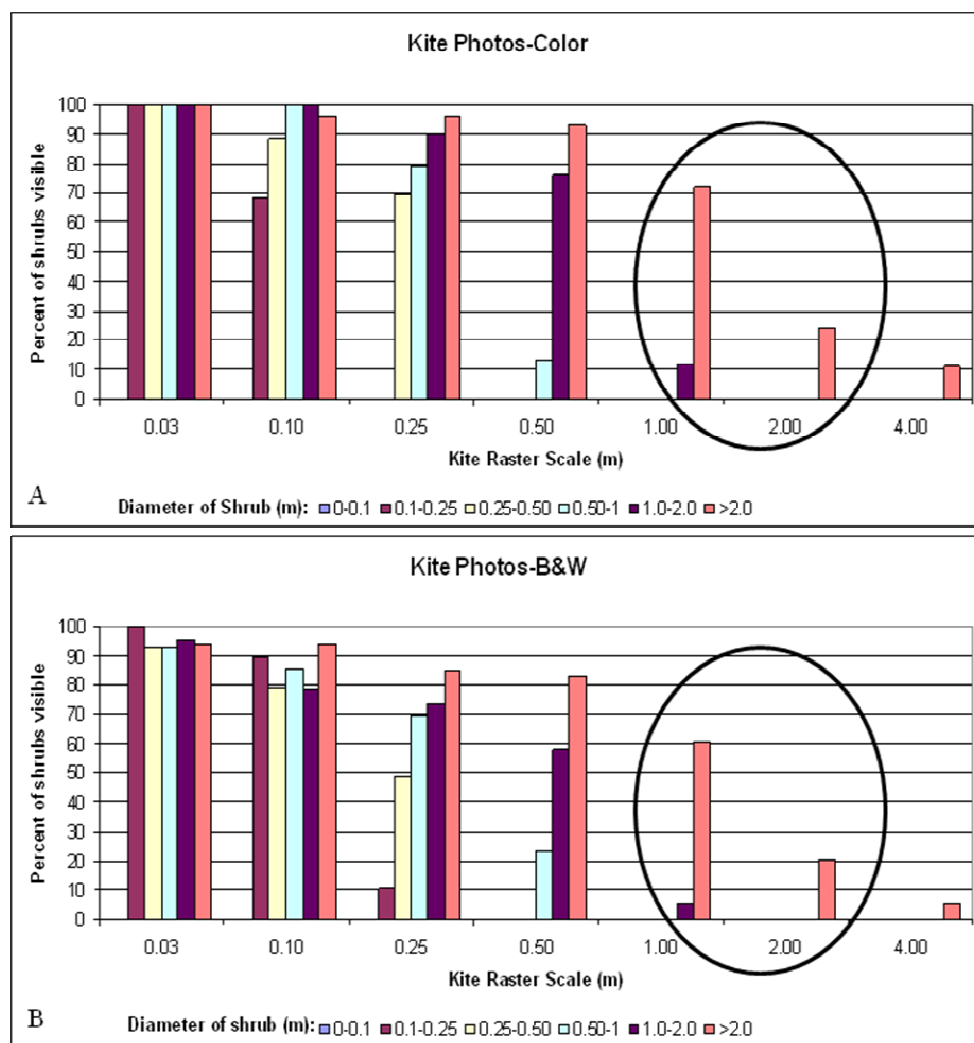 Kite Photos-Color
Percent of shrubs visible
100
90
80
70
60
50
40
30
20
10
0
0.03 0.10 0.25 0.50 1.00 2.00 4.00
Kite Raster Scale (m)
A Diameter of Shrub (m): 0-0.1 0.1-0.25 0.25-0.50 0.50-1 1.0-2.0 >2.0
Kite Photos-B&W
Percent of shrubs visible
100
90
80
70
60
50
40
30
20
10
0
0.03 0.10 0.25 0.50 1.00 2.00 4.00
Kite Raster Scale (m)
B Diameter of shrub (m): 0-0.1 0.1-0.25 0.25-0.50 0.50-1 1.0-2.0 >2.0